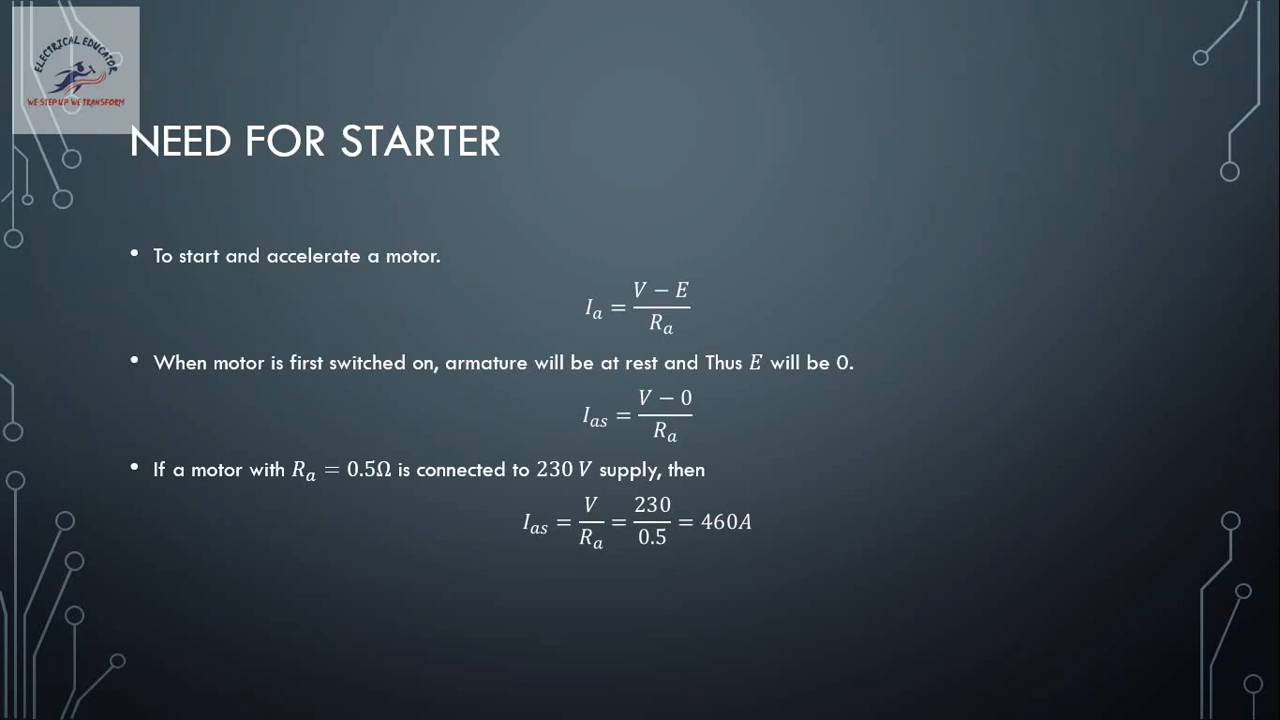 ELECTRICAL EDUCATOR
WE STEP UP WE TRANSFORM
NEED FOR STARTER
• To start and accelerate a motor.
I_a = (V − E) / R_a
• When motor is first switched on, armature will be at rest and Thus E will be 0.
I_as = (V − 0) / R_a
• If a motor with R_a = 0.5Ω is connected to 230 V supply, then
I_as = V / R_a = 230 / 0.5 = 460A